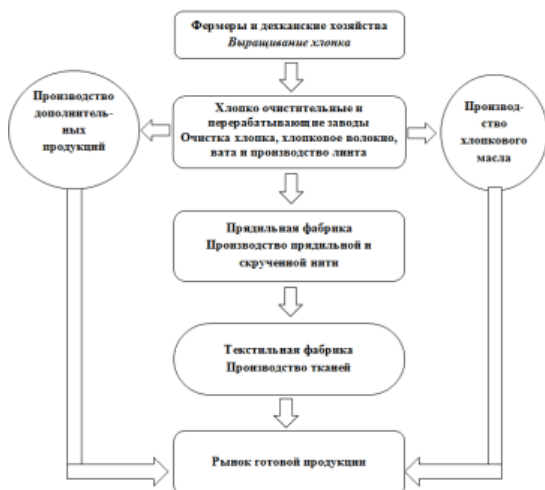 Фермеры и дехканские хозяйства
Выращивание хлопка
Производство
дополнитель-
ных
продукций
Хлопко очистительные и
перерабатывающие заводы
Очистка хлопка, хлопковое волокно,
вата и производство линта
Производ-
ство
хлопкового
масла
Прядильная фабрика
Производство прядильной и
скрученной нити
Текстильная фабрика
Производство тканей
Рынок готовой продукции